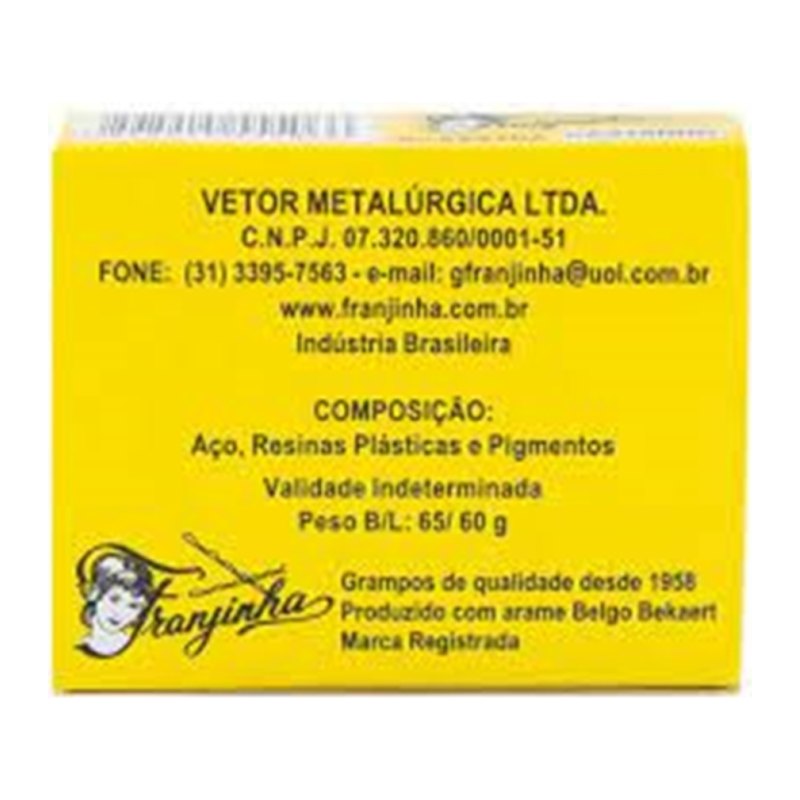 VETOR METALÚRGICA LTDA.
C.N.P.J. 07.320.860/0001-51
FONE: (31) 3395-7563 - e-mail: gfranjinha@uol.com.br
www.franjinha.com.br
Indústria Brasileira
COMPOSIÇÃO:
Aço, Resinas Plásticas e Pigmentos
Validade Indeterminada
Peso B/L: 65/ 60 g
Franjinha
Grampos de qualidade desde 1958
Produzido com arame Belgo Bekaert
Marca Registrada